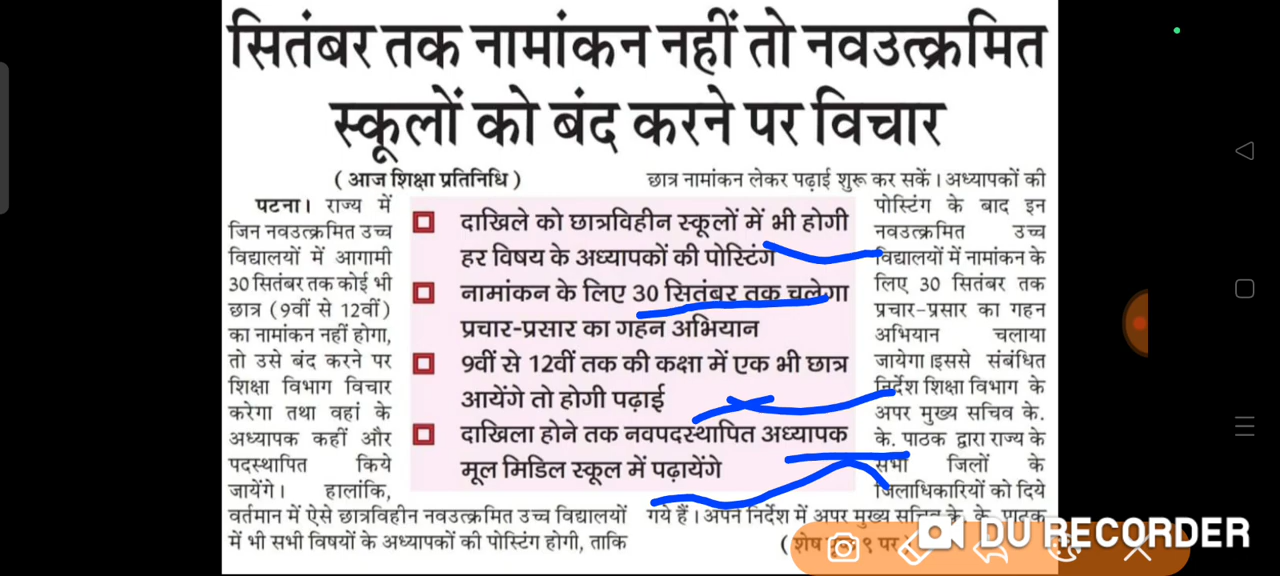 सितंबर तक नामांकन नहीं तो नवउत्क्रमित
स्कूलों को बंद करने पर विचार
( आज शिक्षा प्रतिनिधि )
पटना। राज्य में
जिन नवउत्क्रमित उच्च
विद्यालयों में आगामी
30 सितंबर तक कोई भी
छात्र (9वीं से 12वीं)
का नामांकन नहीं होगा,
तो उसे बंद करने पर
शिक्षा विभाग विचार
करेगा तथा वहां के
अध्यापक कहीं और
पदस्थापित किये
जायेंगे। हालांकि,
वर्तमान में ऐसे छात्रविहीन नवउत्क्रमित उच्च विद्यालयों
में भी सभी विषयों के अध्यापकों की पोस्टिंग होगी, ताकि
दाखिले को छात्रविहीन स्कूलों में भी होगी
हर विषय के अध्यापकों की पोस्टिंग
नामांकन के लिए 30 सितंबर तक चलेगा
प्रचार-प्रसार का गहन अभियान
9वीं से 12वीं तक की कक्षा में एक भी छात्र
आयेंगे तो होगी पढ़ाई
दाखिला होने तक नवपदस्थापित अध्यापक
मूल मिडिल स्कूल में पढ़ायेंगे
छात्र नामांकन लेकर पढ़ाई शुरू कर सकें। अध्यापकों की
पोस्टिंग के बाद इन
नवउत्क्रमित उच्च
विद्यालयों में नामांकन के
लिए 30 सितंबर तक
प्रचार-प्रसार का गहन
अभियान चलाया
जायेगा।इससे संबंधित
निर्देश शिक्षा विभाग के
अपर मुख्य सचिव के.
के. पाठक द्वारा राज्य के
सभी जिलों के
जिलाधिकारियों को दिये
गये हैं। अपने निर्देश में अपर मुख्य सचिव के. के. पाठक
( शेष पृष्ठ ९ पर )
DU RECORDER